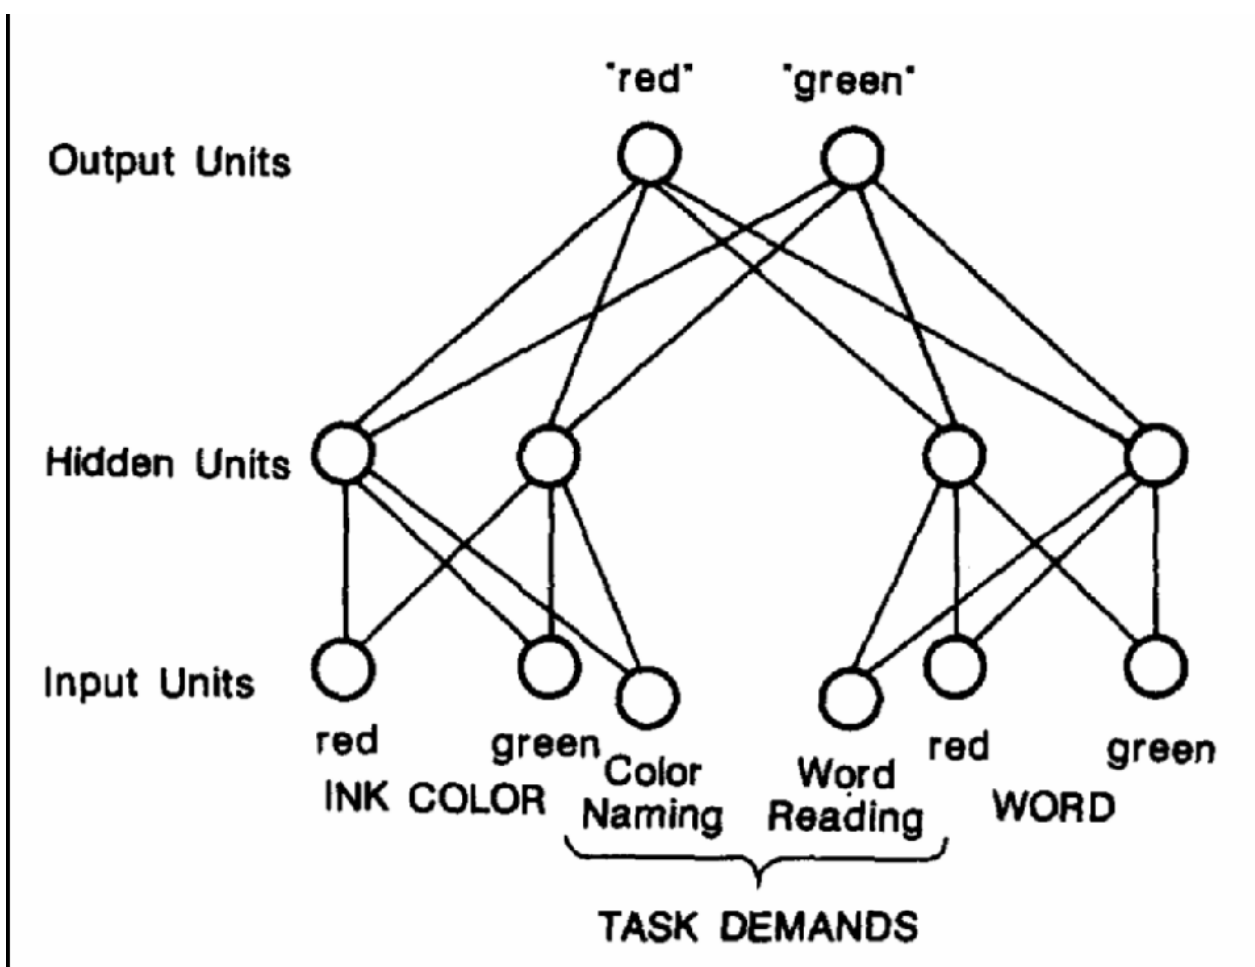 "red" "green"
Output Units
Hidden Units
Input Units
red green red green
Color Word
INK COLOR Naming Reading WORD
TASK DEMANDS